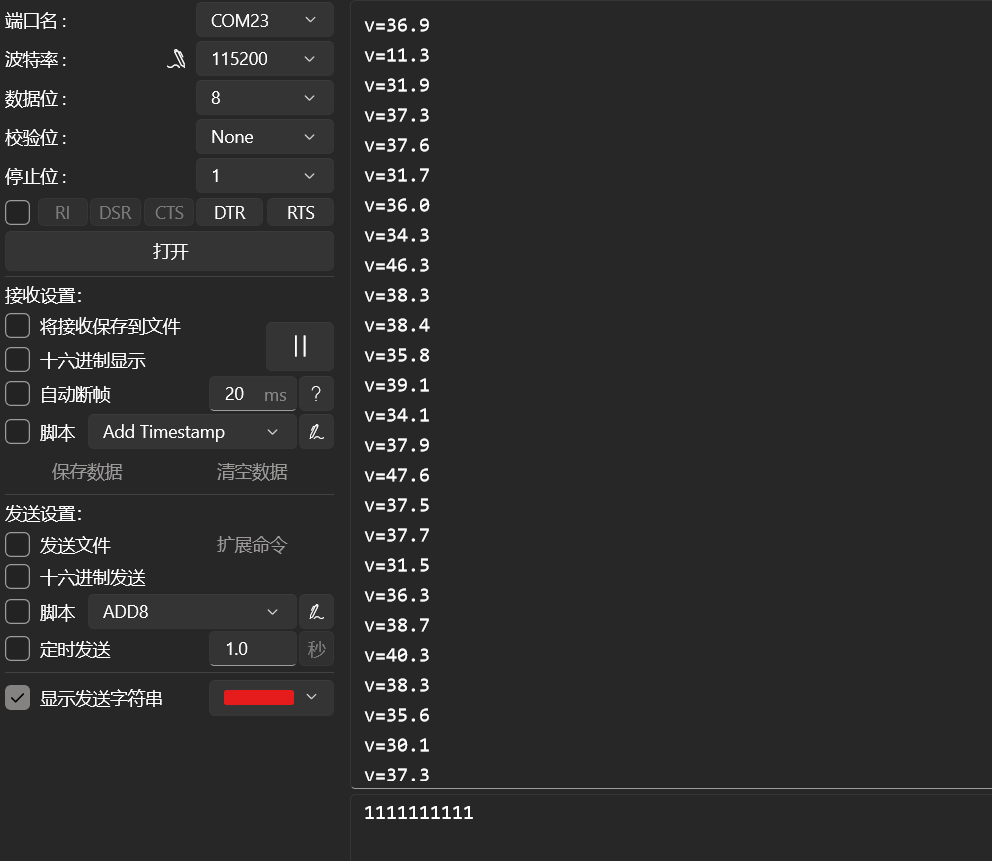 端口名: COM23
波特率: 115200
数据位: 8
校验位: None
停止位: 1
RI DSR CTS DTR RTS
打开
接收设置:
将接收保存到文件
十六进制显示
自动断帧 20 ms ?
脚本 Add Timestamp
保存数据 清空数据
发送设置:
发送文件 扩展命令
十六进制发送
脚本 ADD8
定时发送 1.0 秒
显示发送字符串
v=36.9
v=11.3
v=31.9
v=37.3
v=37.6
v=31.7
v=36.0
v=34.3
v=46.3
v=38.3
v=38.4
v=35.8
v=39.1
v=34.1
v=37.9
v=47.6
v=37.5
v=37.7
v=31.5
v=36.3
v=38.7
v=40.3
v=38.3
v=35.6
v=30.1
v=37.3
1111111111